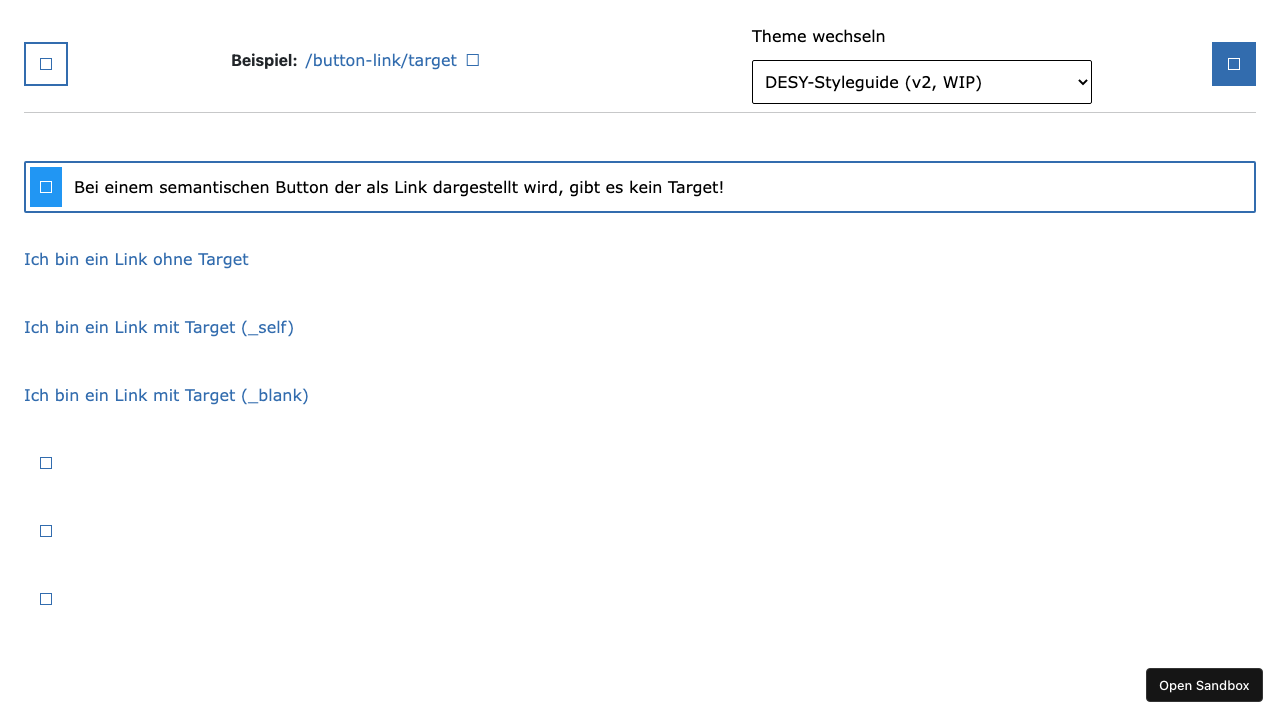 Theme wechseln
Beispiel: /button-link/target
DESY-Styleguide (v2, WIP)
Bei einem semantischen Button der als Link dargestellt wird, gibt es kein Target!
Ich bin ein Link ohne Target
Ich bin ein Link mit Target (_self)
Ich bin ein Link mit Target (_blank)
Open Sandbox